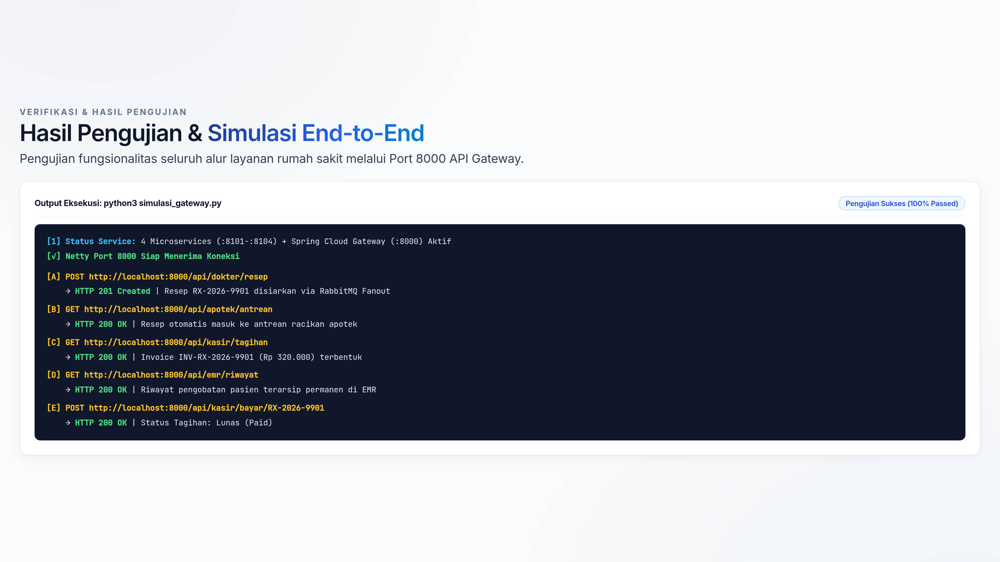 VERIFIKASI & HASIL PENGUJIAN
Hasil Pengujian & Simulasi End-to-End
Pengujian fungsionalitas seluruh alur layanan rumah sakit melalui Port 8000 API Gateway.
Output Eksekusi: python3 simulasi_gateway.py
Pengujian Sukses (100% Passed)
[1] Status Service: 4 Microservices (:8101-:8104) + Spring Cloud Gateway (:8000) Aktif
[√] Netty Port 8000 Siap Menerima Koneksi
[A] POST http://localhost:8000/api/dokter/resep
→ HTTP 201 Created | Resep RX-2026-9901 disiarkan via RabbitMQ Fanout
[B] GET http://localhost:8000/api/apotek/antrean
→ HTTP 200 OK | Resep otomatis masuk ke antrean racikan apotek
[C] GET http://localhost:8000/api/kasir/tagihan
→ HTTP 200 OK | Invoice INV-RX-2026-9901 (Rp 320.000) terbentuk
[D] GET http://localhost:8000/api/emr/riwayat
→ HTTP 200 OK | Riwayat pengobatan pasien terarsip permanen di EMR
[E] POST http://localhost:8000/api/kasir/bayar/RX-2026-9901
→ HTTP 200 OK | Status Tagihan: Lunas (Paid)